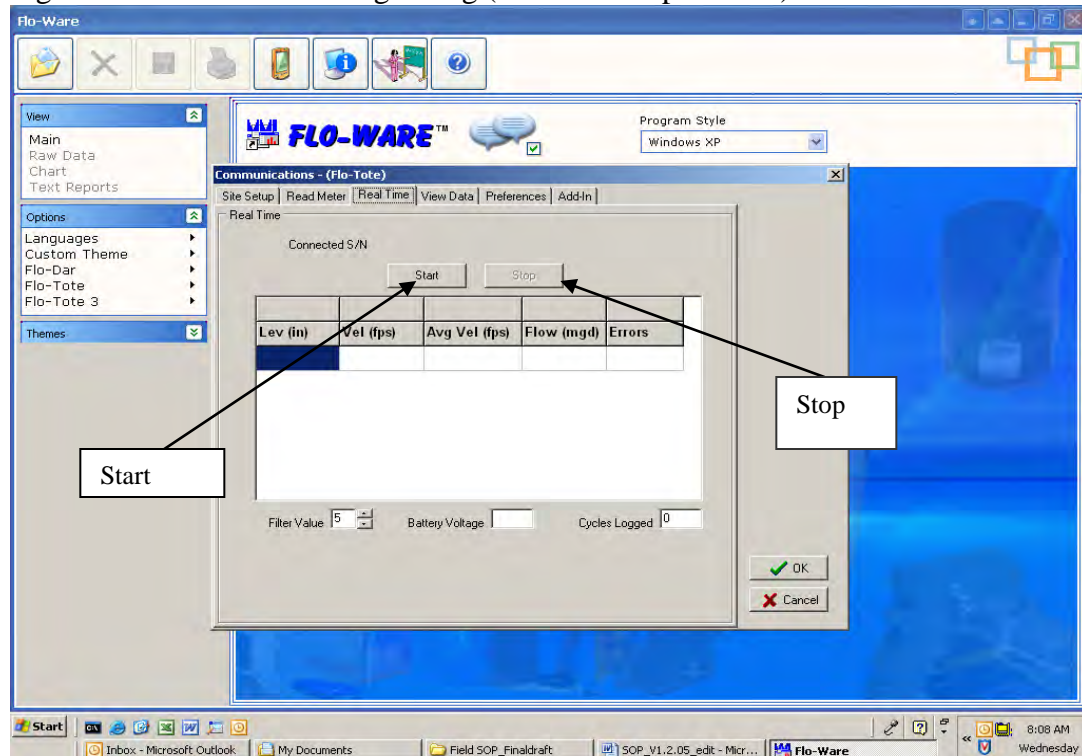 Flo-Ware
View
Main
Raw Data
Chart
Text Reports
Options
Languages
Custom Theme
Flo-Dar
Flo-Tote
Flo-Tote 3
Themes
FLO-WARE™
Program Style
Windows XP
Communications - (Flo-Tote)
Site Setup Read Meter Real Time View Data Preferences Add-In
Real Time
Connected S/N
Start Stop
Lev (in) Vel (fps) Avg Vel (fps) Flow (mgd) Errors
Stop
Start
Filter Value 5 Battery Voltage Cycles Logged 0
OK
Cancel
Start
8:08 AM
Inbox - Microsoft Outlook My Documents Field SOP_Finaldraft SOP_V1.2.05_edit - Micr... Flo-Ware Wednesday